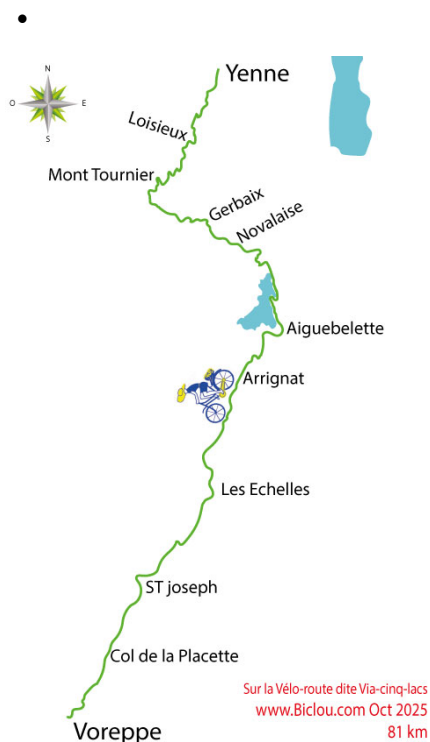 Yenne
N
O
E
S
Loisieux
Mont Tournier
Gerbaix
Novalaise
Aiguebelette
Arrignat
Les Echelles
ST joseph
Col de la Placette
Sur la Vélo-route dite Via-cinq-lacs
www.Biclou.com Oct 2025
81 km
Voreppe